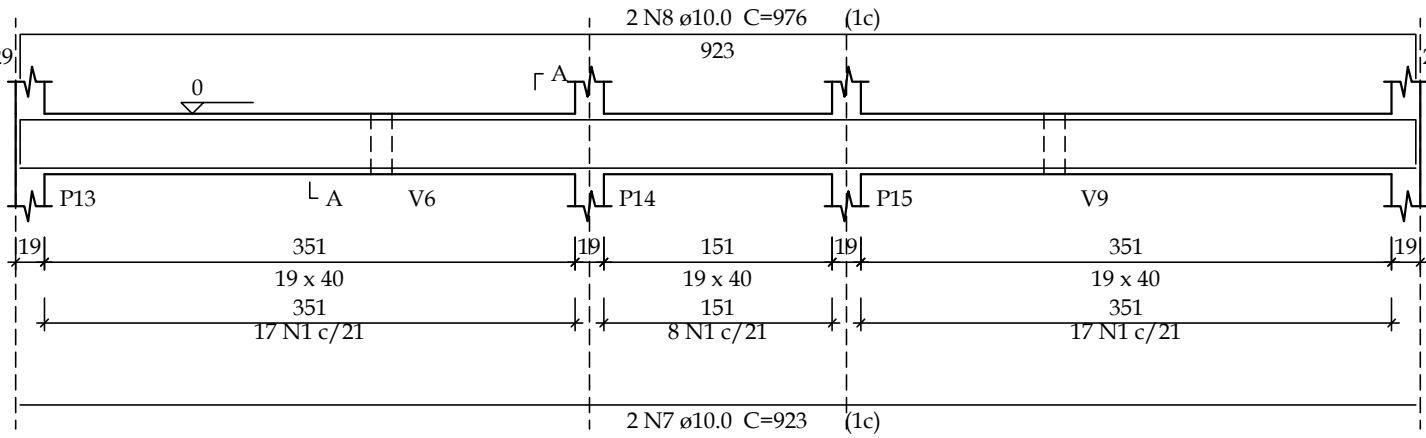 2 N8 ø10.0 C=976 (1c)
923
A
0
P13
A
V6
P14
P15
V9
19 351 19 151 19 351 19
19 x 40 19 x 40 19 x 40
351 151 351
17 N1 c/21 8 N1 c/21 17 N1 c/21
2 N7 ø10.0 C=923 (1c)